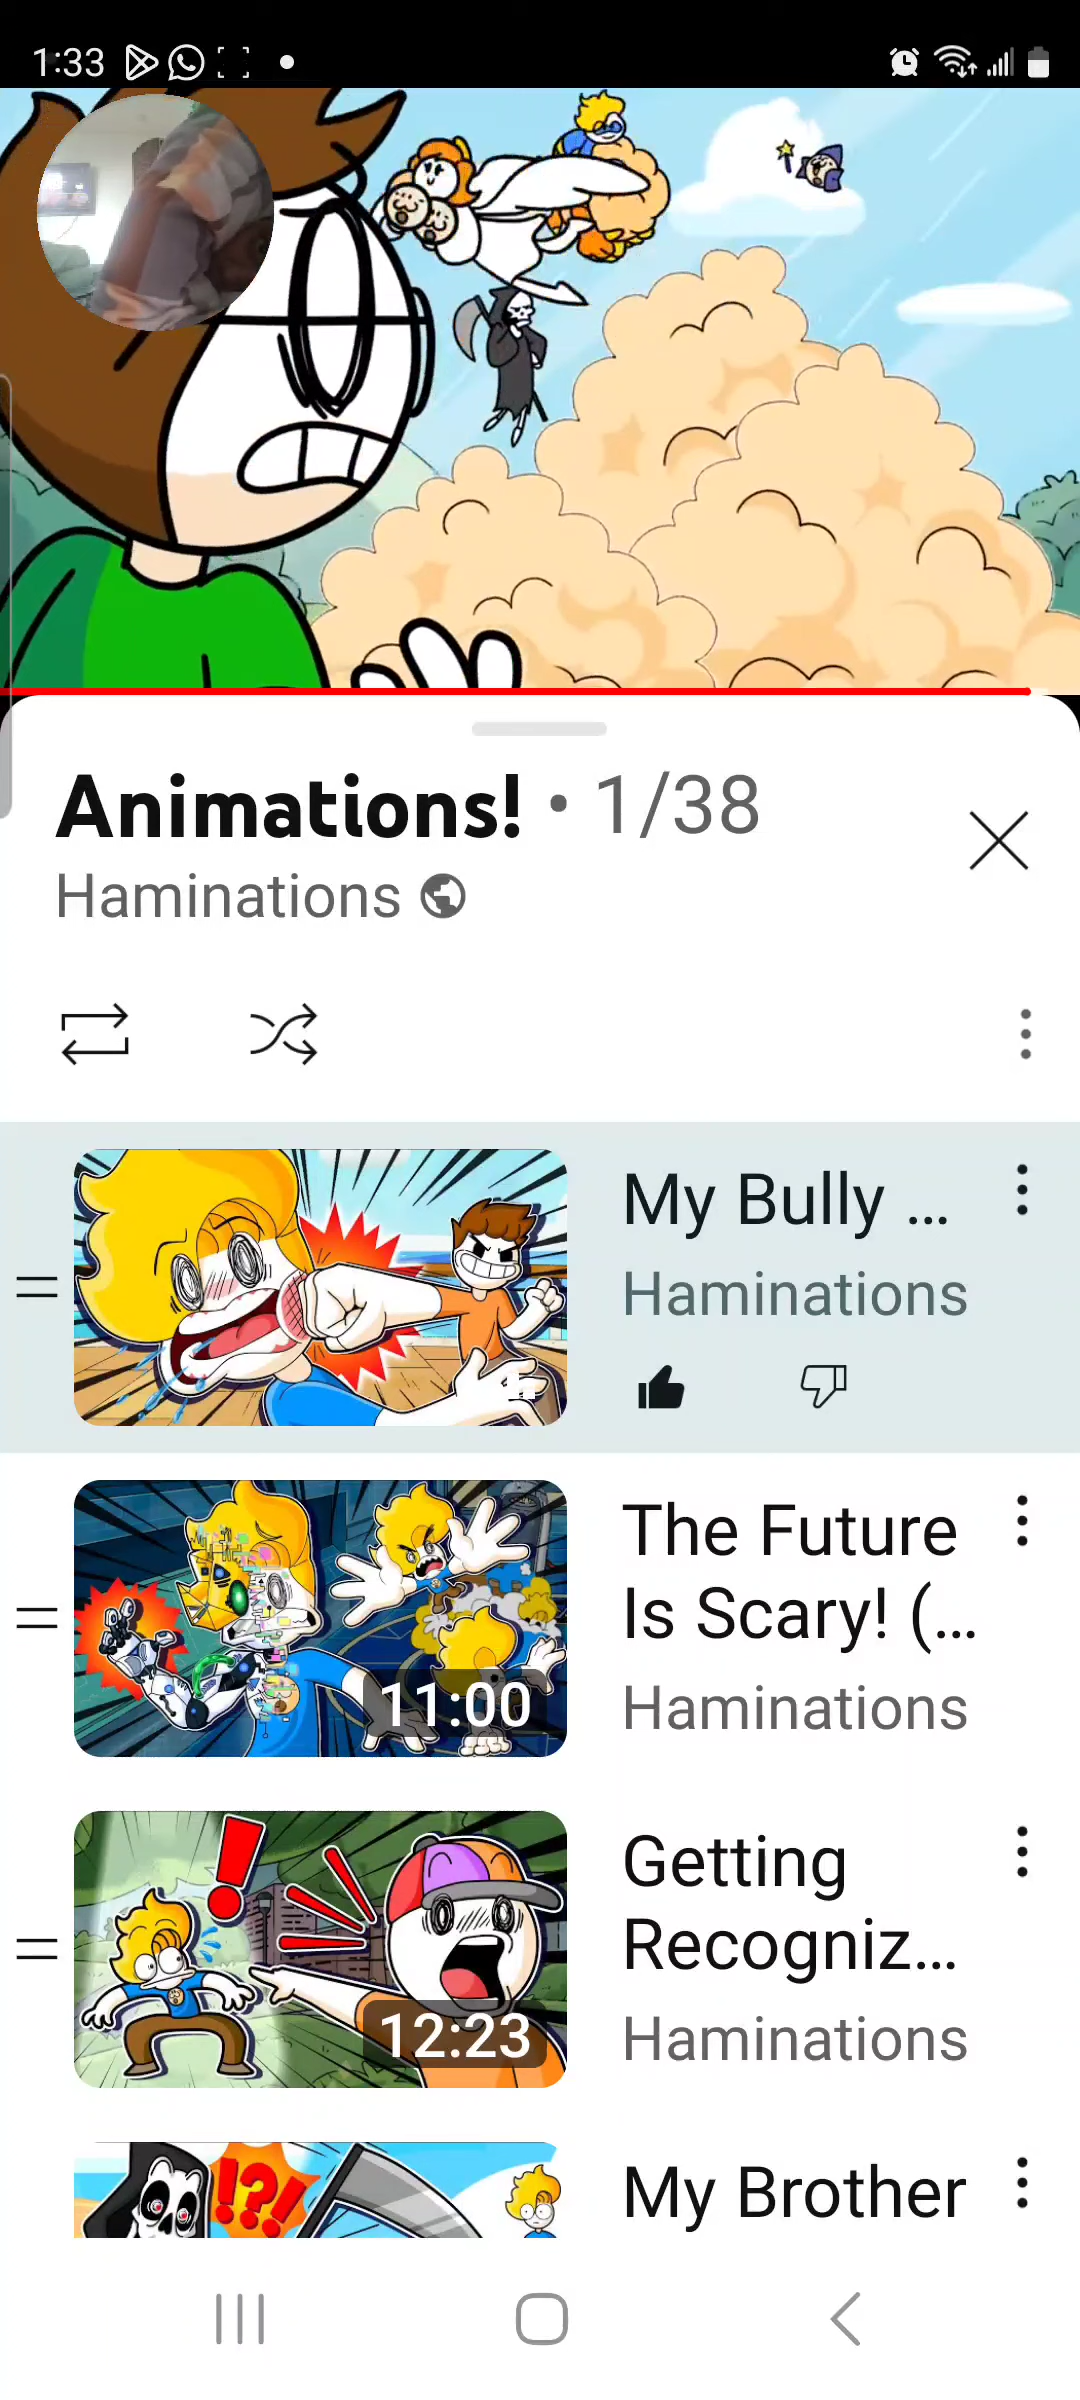 1:33
Animations! • 1/38
Haminations
My Bully ...
Haminations
The Future
Is Scary! (...
11:00
Haminations
Getting
Recogniz...
12:23
Haminations
!?!
My Brother